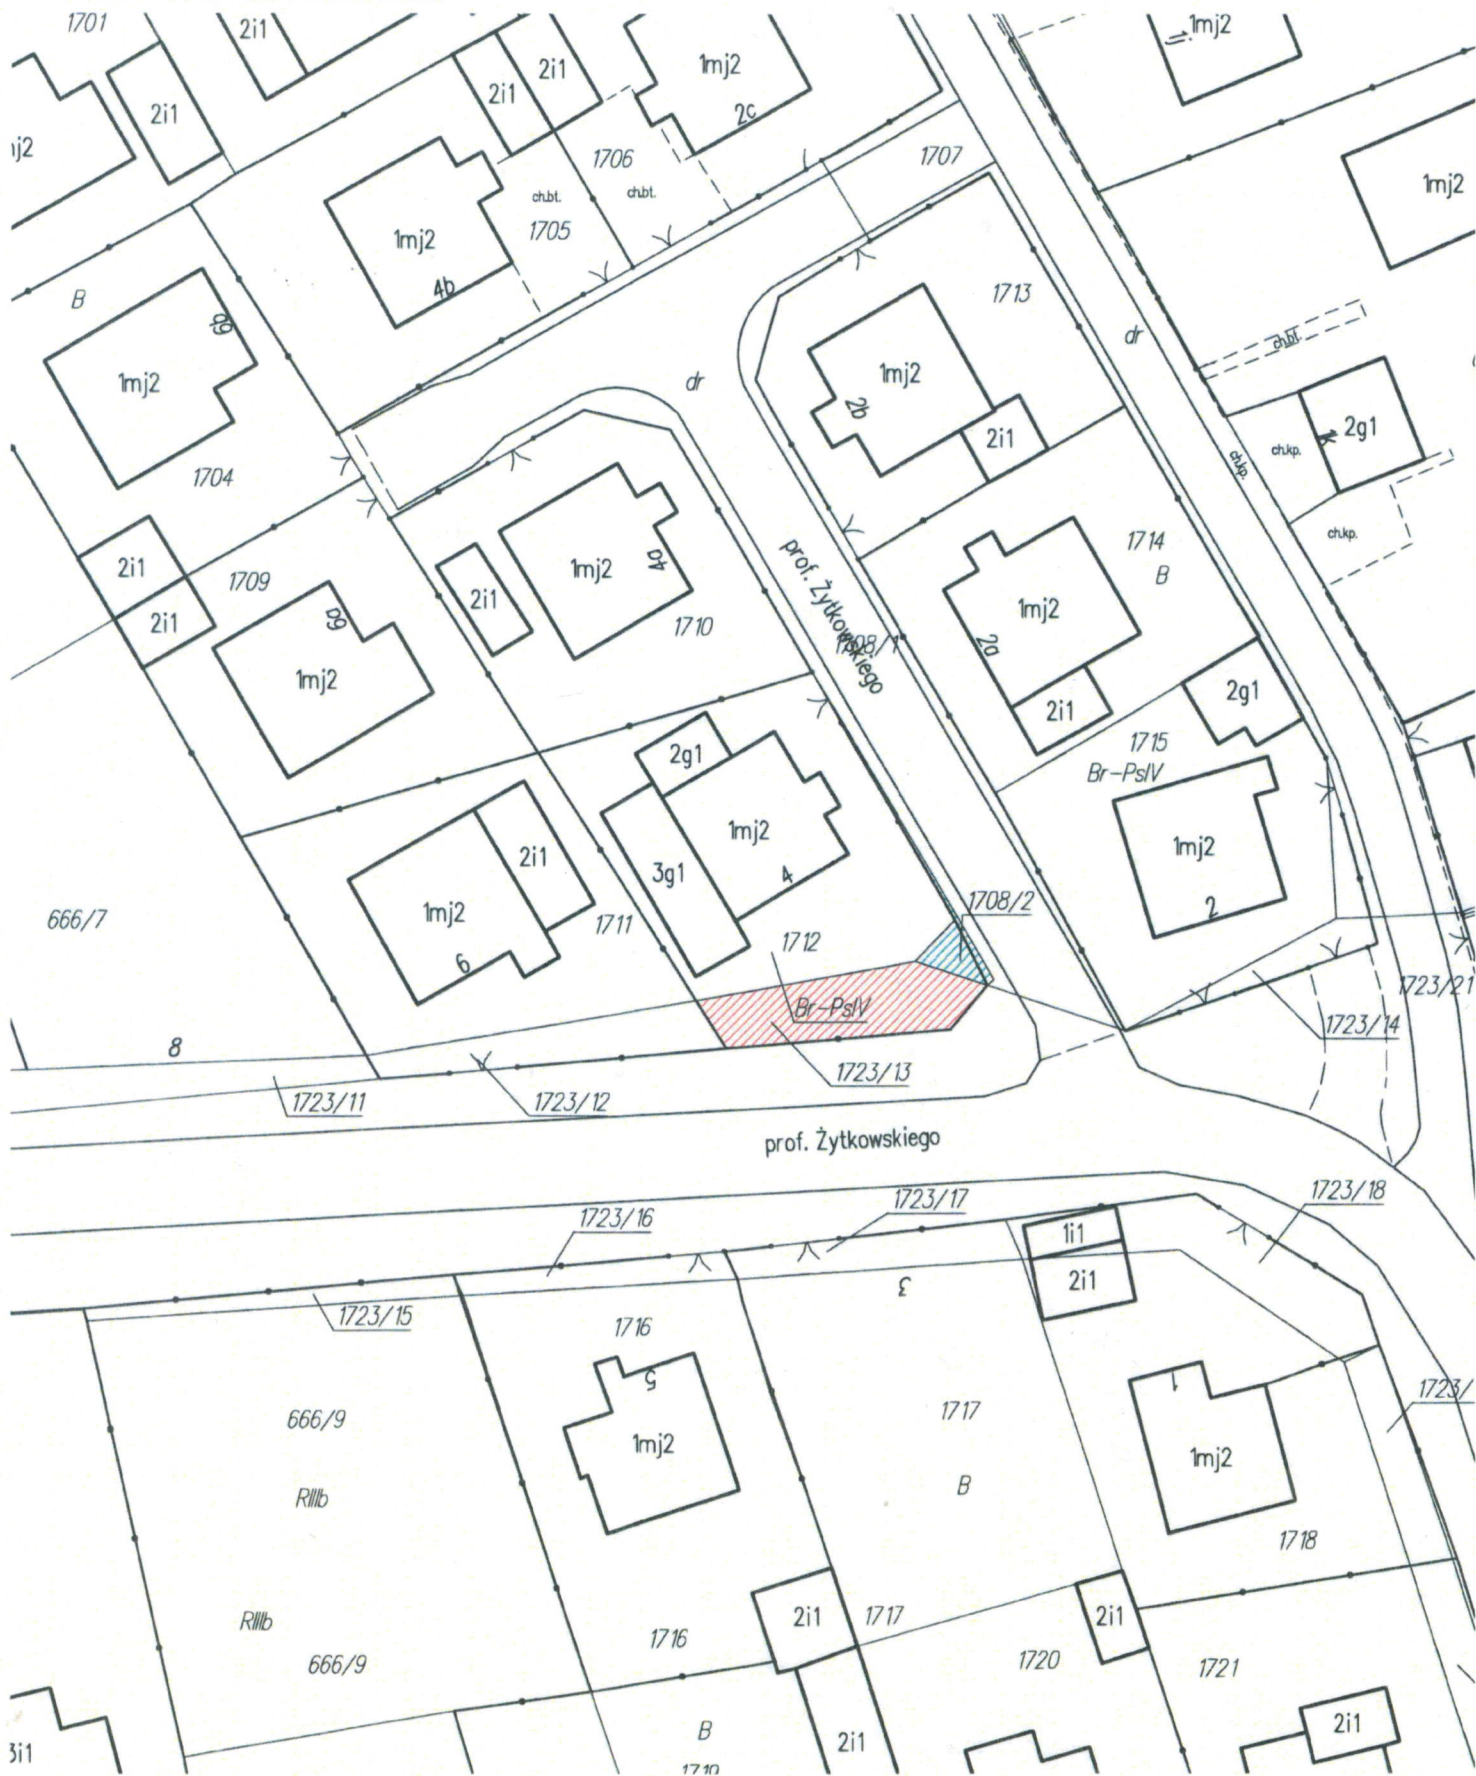 1701
2i1
2i1
2i1
2i1
1mj2
2c
1mj2
1j
1706
ch.bt.
1707
1mj2
ch.bt.
1705
1mj2
4b
B
6b
1mj2
1713
dr
ch.bt.
1mj2
2b
2i1
dr
2g1
1k
ch.kp.
ch.kp.
ch.kp.
1704
2i1
2i1
1709
6a
1mj2
2i1
1mj2
4a
1710
prof. Żytkowskiego
1708/1
1714
B
1mj2
2a
2i1
2g1
1715
Br-PsIV
1mj2
2
2g1
1mj2
3g1
4
2i1
1mj2
6
666/7
1711
1712
1708/2
Br-PsIV
1723/21
1723/14
8
1723/13
1723/11
1723/12
prof. Żytkowskiego
1723/18
1723/17
1723/16
1i1
2i1
3
1723/15
1716
5
1mj2
1717
1
1723/
666/9
1mj2
RIIIb
B
1718
2i1
1717
2i1
RIIIb
1716
666/9
1720
1721
B
2i1
2i1
3i1
1719